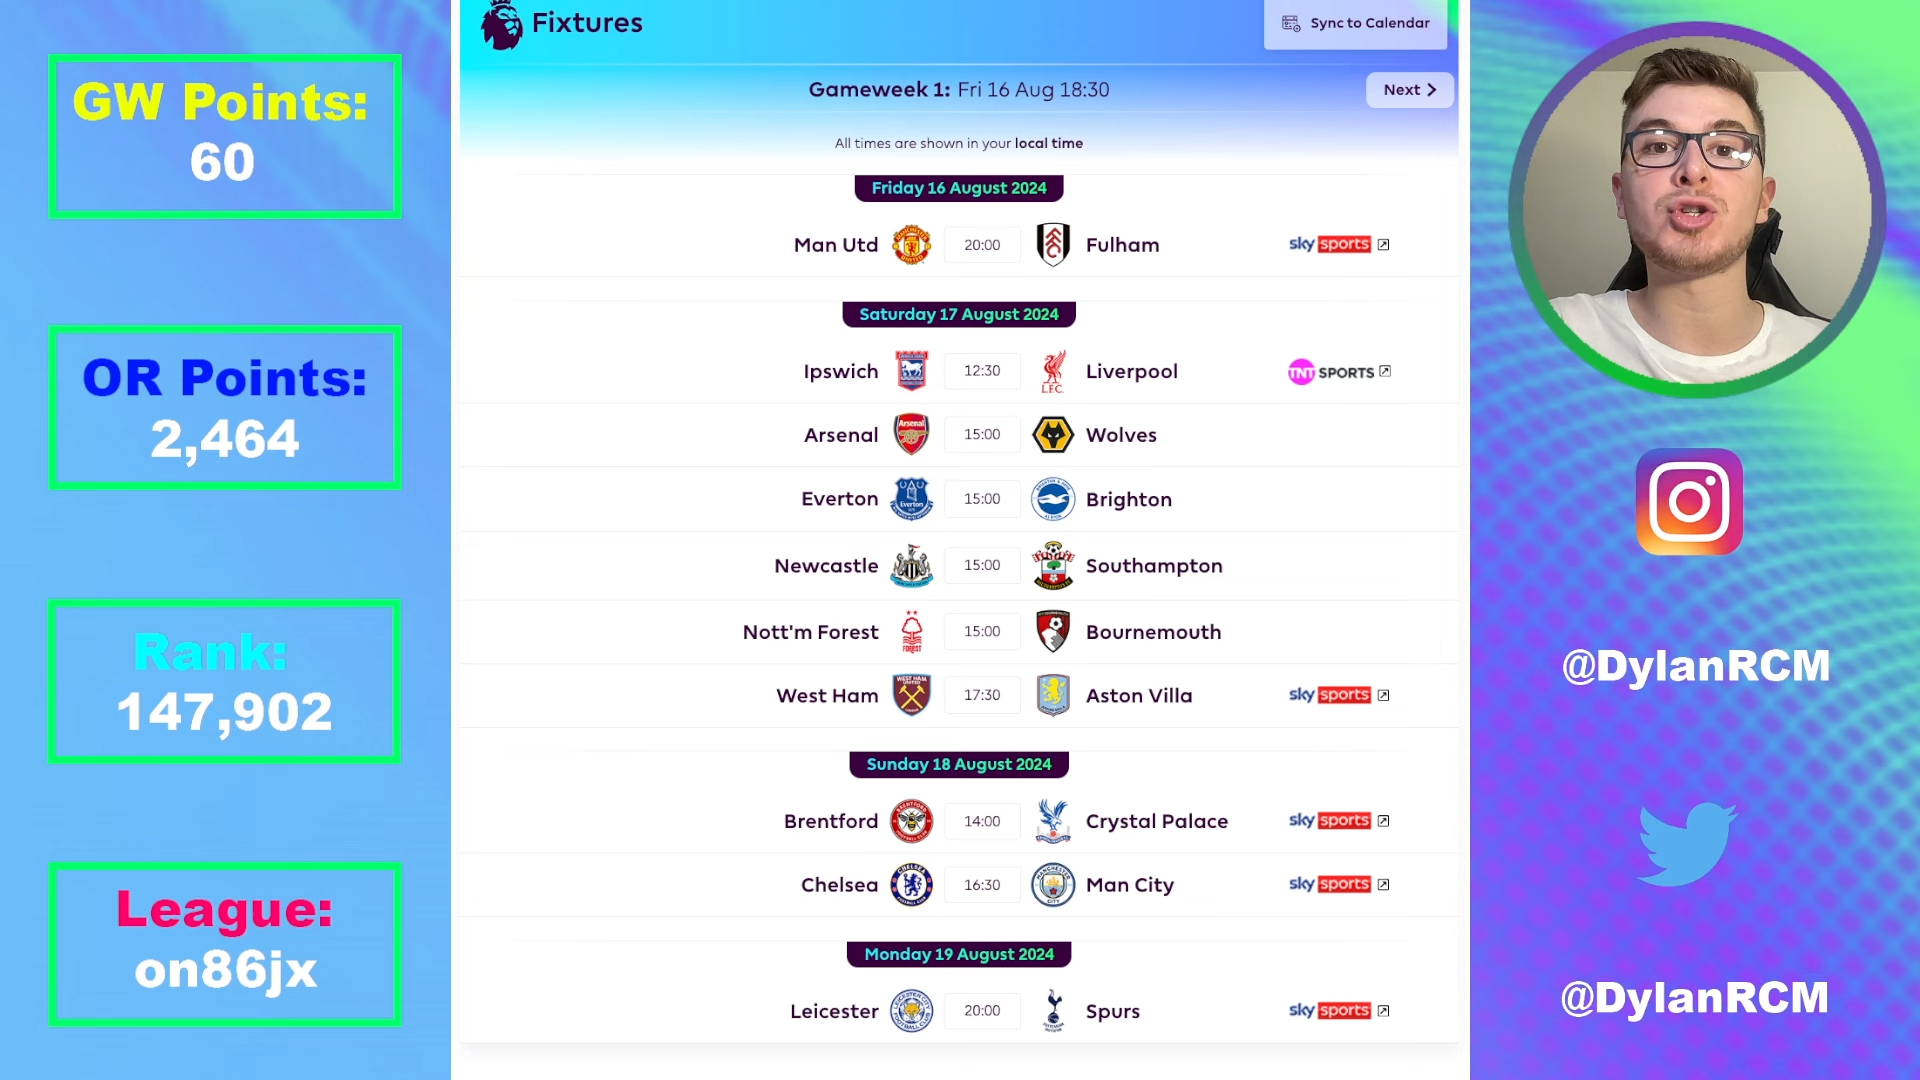 GW Points:
60
OR Points:
2,464
Rank:
147,902
League:
on86jx
Fixtures
Sync to Calendar
Gameweek 1: Fri 16 Aug 18:30
Next
All times are shown in your local time
Friday 16 August 2024
Man Utd 20:00 Fulham sky sports
Saturday 17 August 2024
Ipswich 12:30 Liverpool TNT SPORTS
Arsenal 15:00 Wolves
Everton 15:00 Brighton
Newcastle 15:00 Southampton
Nott'm Forest 15:00 Bournemouth
West Ham 17:30 Aston Villa sky sports
Sunday 18 August 2024
Brentford 14:00 Crystal Palace sky sports
Chelsea 16:30 Man City sky sports
Monday 19 August 2024
Leicester 20:00 Spurs sky sports
@DylanRCM
@DylanRCM